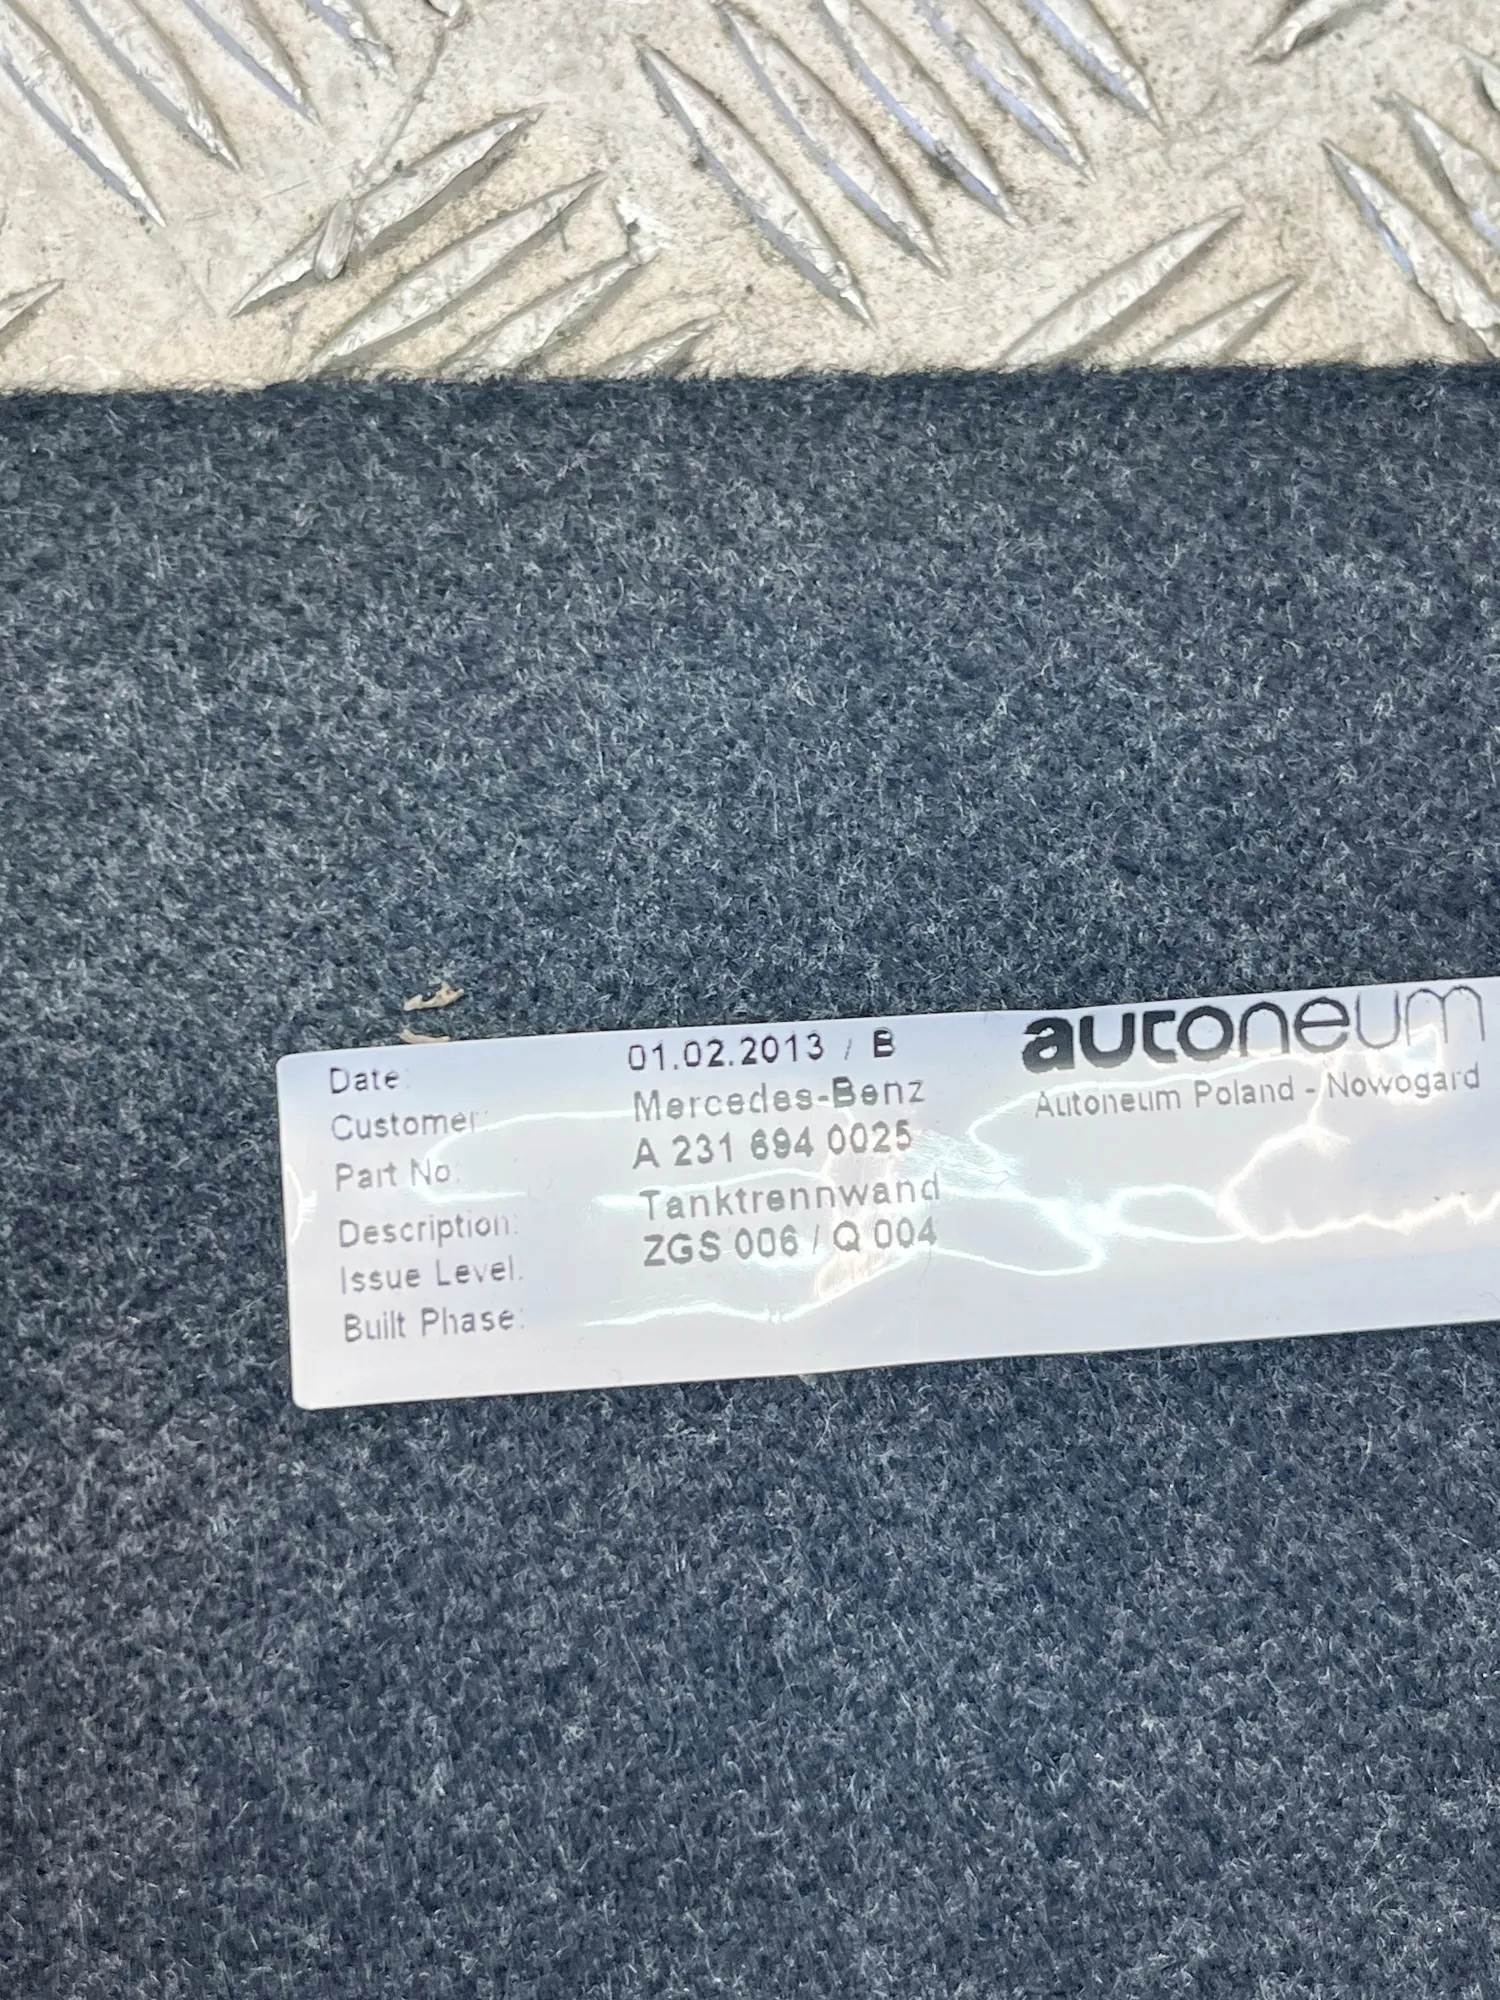 Date: 01.02.2013 / B
Customer: Mercedes-Benz
Part No: A 231 694 0025
Description: Tanktrennwand
Issue Level: ZGS 006 / Q 004
Built Phase:
autoneum
Autoneum Poland - Nowogard